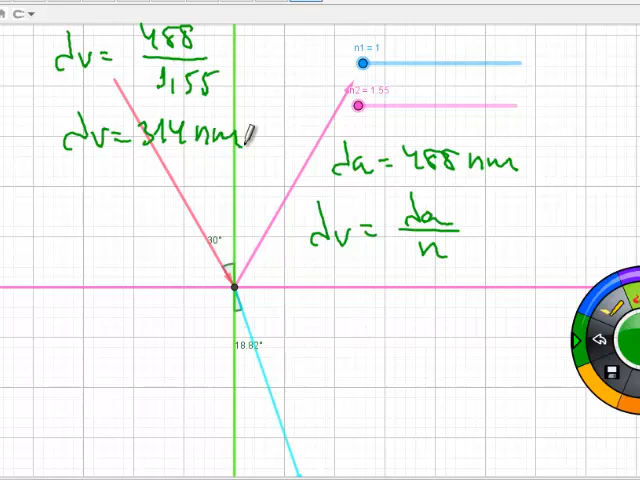 λv = 488 / 1,55
n1 = 1
n2 = 1.55
λv = 314 nm
λa = 488 nm
λv = λa / n
30°
18.82°